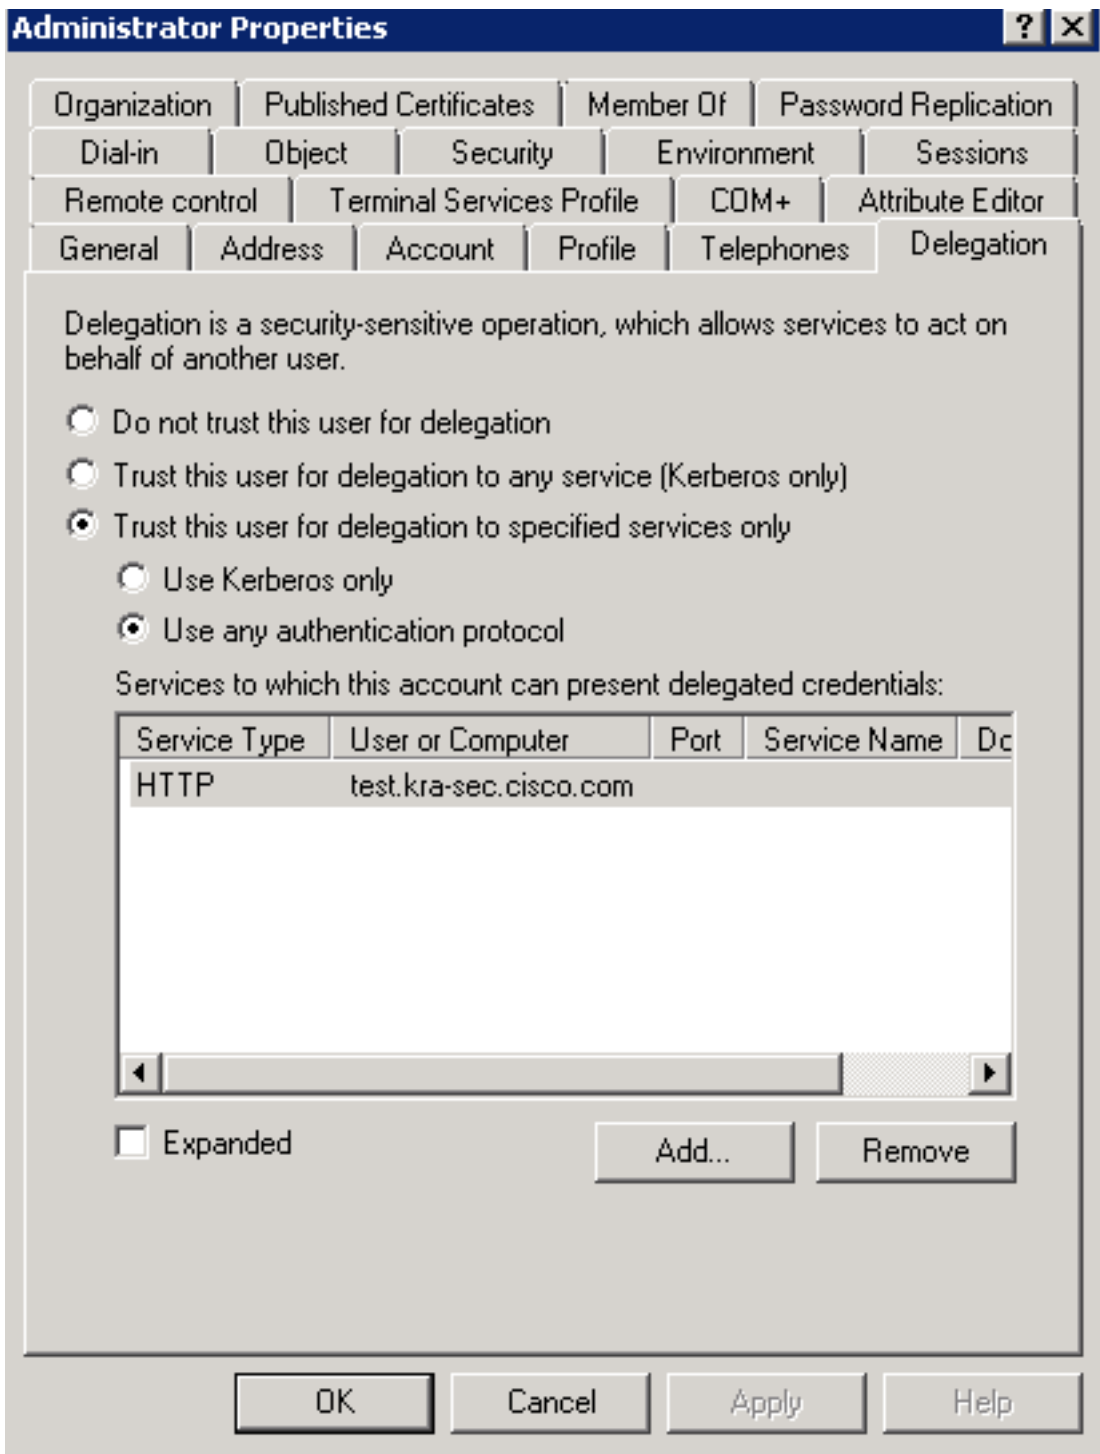 Administrator Properties ?
Organization Published Certificates Member Of Password Replication
Dial-in Object Security Environment Sessions
Remote control Terminal Services Profile COM+ Attribute Editor
General Address Account Profile Telephones Delegation
Delegation is a security-sensitive operation, which allows services to act on
behalf of another user.
Do not trust this user for delegation
Trust this user for delegation to any service (Kerberos only)
Trust this user for delegation to specified services only
Use Kerberos only
Use any authentication protocol
Services to which this account can present delegated credentials:
Service Type User or Computer Port Service Name Dc
HTTP test.kra-sec.cisco.com
Expanded Add... Remove
OK Cancel Apply Help